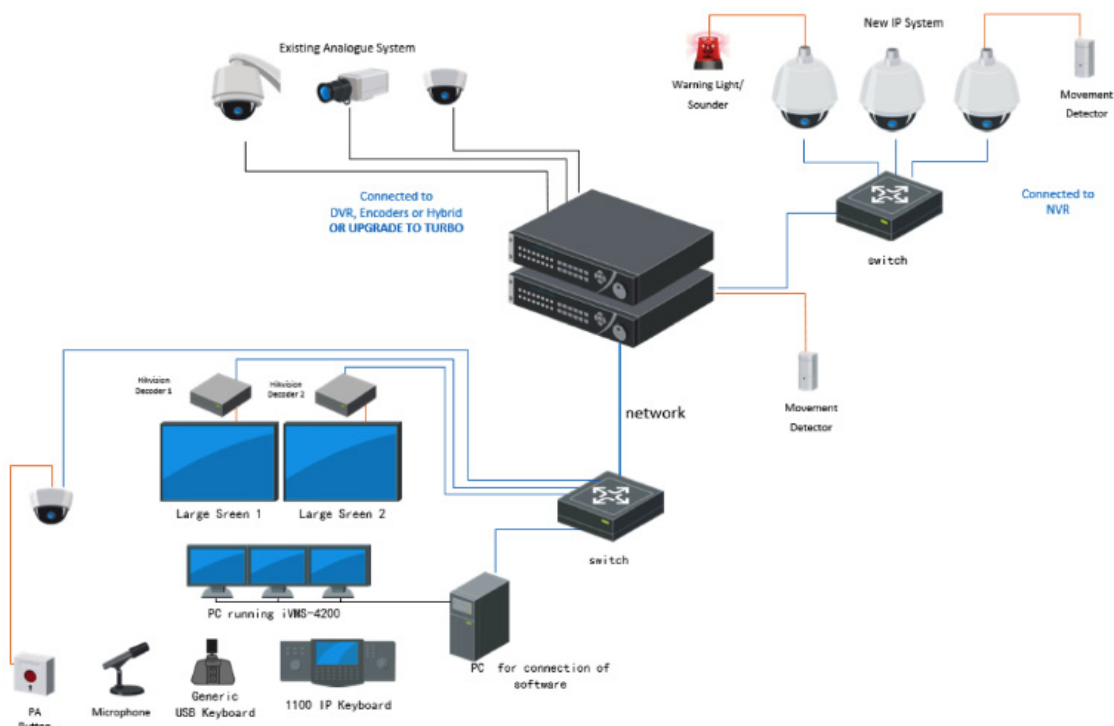 Existing Analogue System
New IP System
Warning Light/
Sounder
Movement
Detector
Connected to
DVR, Encoders or Hybrid
OR UPGRADE TO TURBO
Connected to
NVR
switch
Hikvision
Decoder 1
Hikvision
Decoder 2
network
Movement
Detector
Large Sreen 1
Large Sreen 2
switch
PC running iVMS-4200
PC for connection of
software
PA
Button
Microphone
Generic
USB Keyboard
1100 IP Keyboard